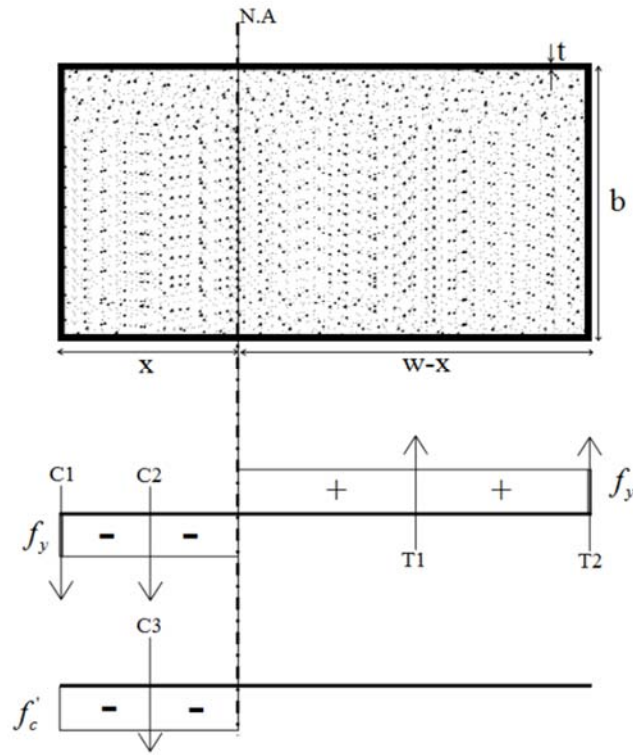 N.A
t
b
x
w-x
C1
C2
+
+
f_y
f_y
-
-
T1
T2
C3
f_c'
-
-